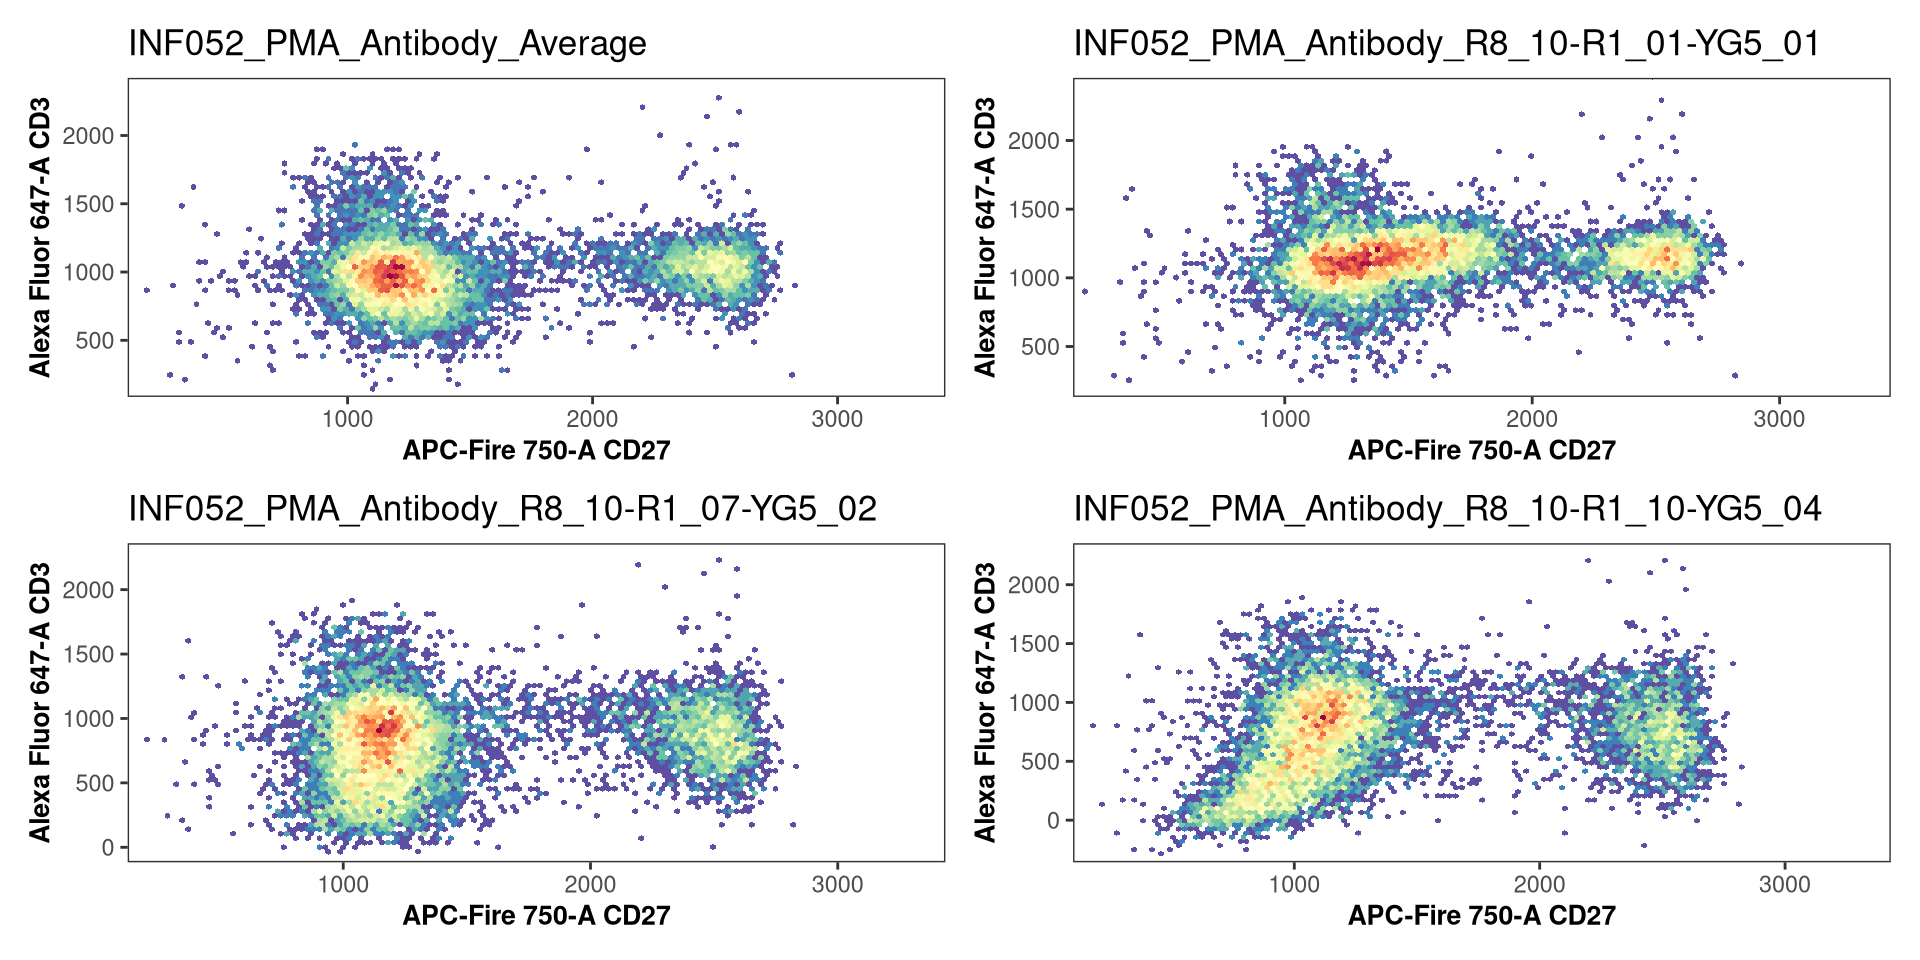 INF052_PMA_Antibody_Average
Alexa Fluor 647-A CD3
2000
1500
1000
500
1000 2000 3000
APC-Fire 750-A CD27
INF052_PMA_Antibody_R8_10-R1_01-YG5_01
Alexa Fluor 647-A CD3
2000
1500
1000
500
1000 2000 3000
APC-Fire 750-A CD27
INF052_PMA_Antibody_R8_10-R1_07-YG5_02
Alexa Fluor 647-A CD3
2000
1500
1000
500
0
1000 2000 3000
APC-Fire 750-A CD27
INF052_PMA_Antibody_R8_10-R1_10-YG5_04
Alexa Fluor 647-A CD3
2000
1500
1000
500
0
1000 2000 3000
APC-Fire 750-A CD27